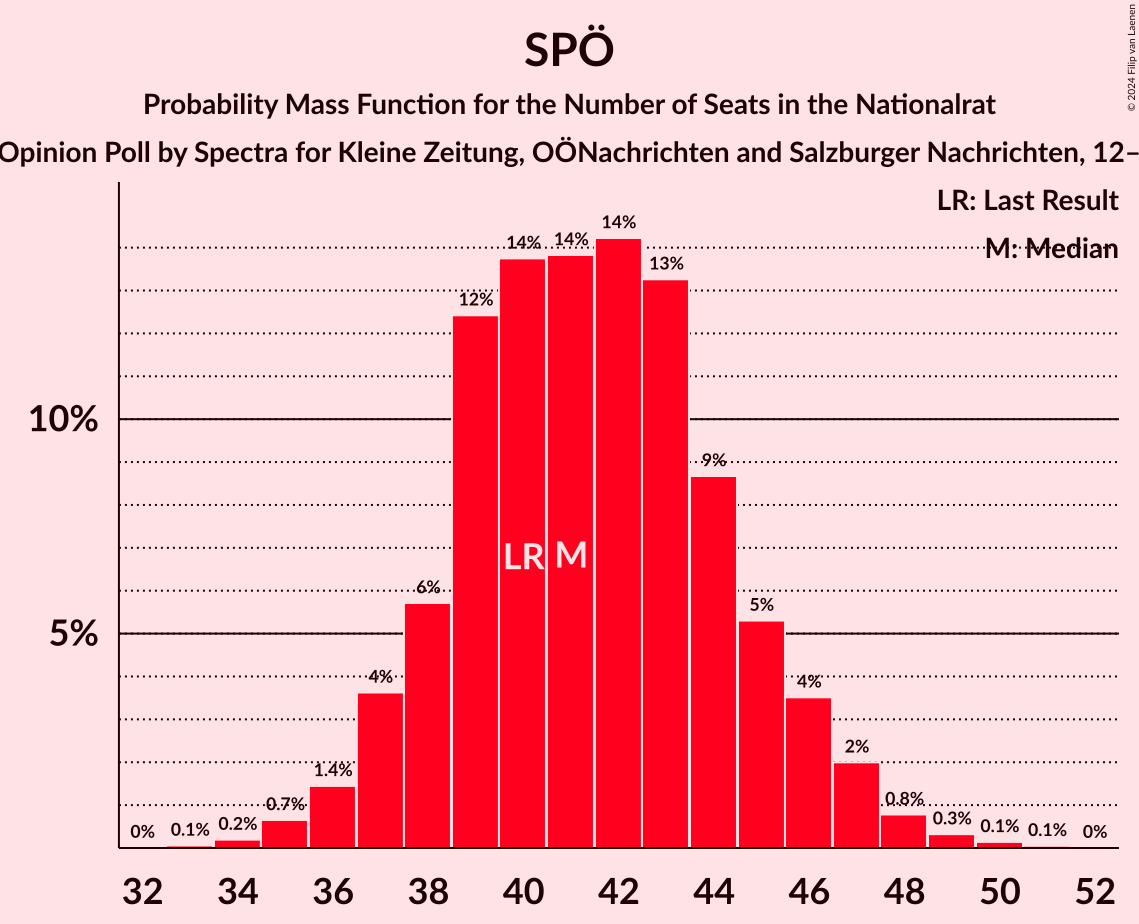 SPÖ
Probability Mass Function for the Number of Seats in the Nationalrat
Opinion Poll by Spectra for Kleine Zeitung, OÖNachrichten and Salzburger Nachrichten, 12–
© 2024 Filip van Laenen
LR: Last Result
M: Median
10%
5%
0%
0.1%
0.2%
0.7%
1.4%
4%
6%
12%
14%
14%
14%
13%
9%
5%
4%
2%
0.8%
0.3%
0.1%
0.1%
0%
LR
M
32 34 36 38 40 42 44 46 48 50 52